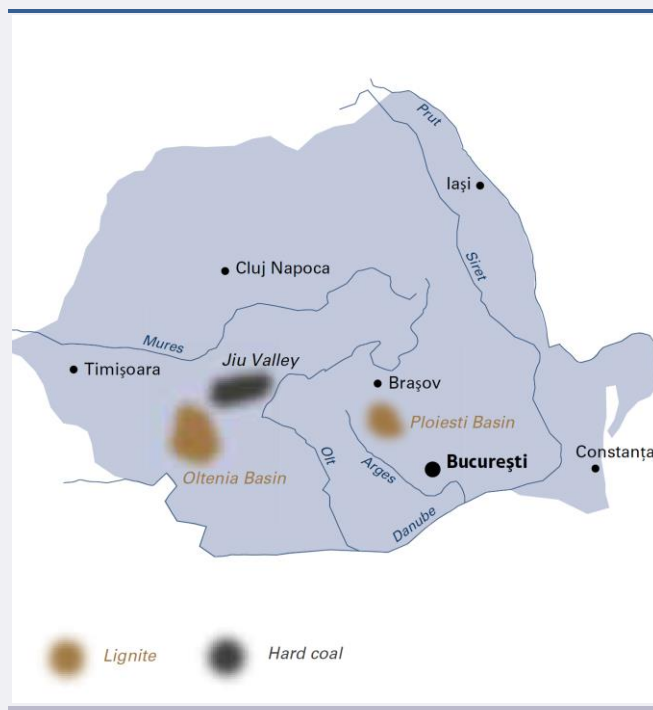 Prut
Iași
Siret
Cluj Napoca
Mures
Jiu Valley
Timișoara
Brașov
Ploiesti Basin
Oltenia Basin
Olt
Arges
București
Constanța
Danube
Lignite
Hard coal